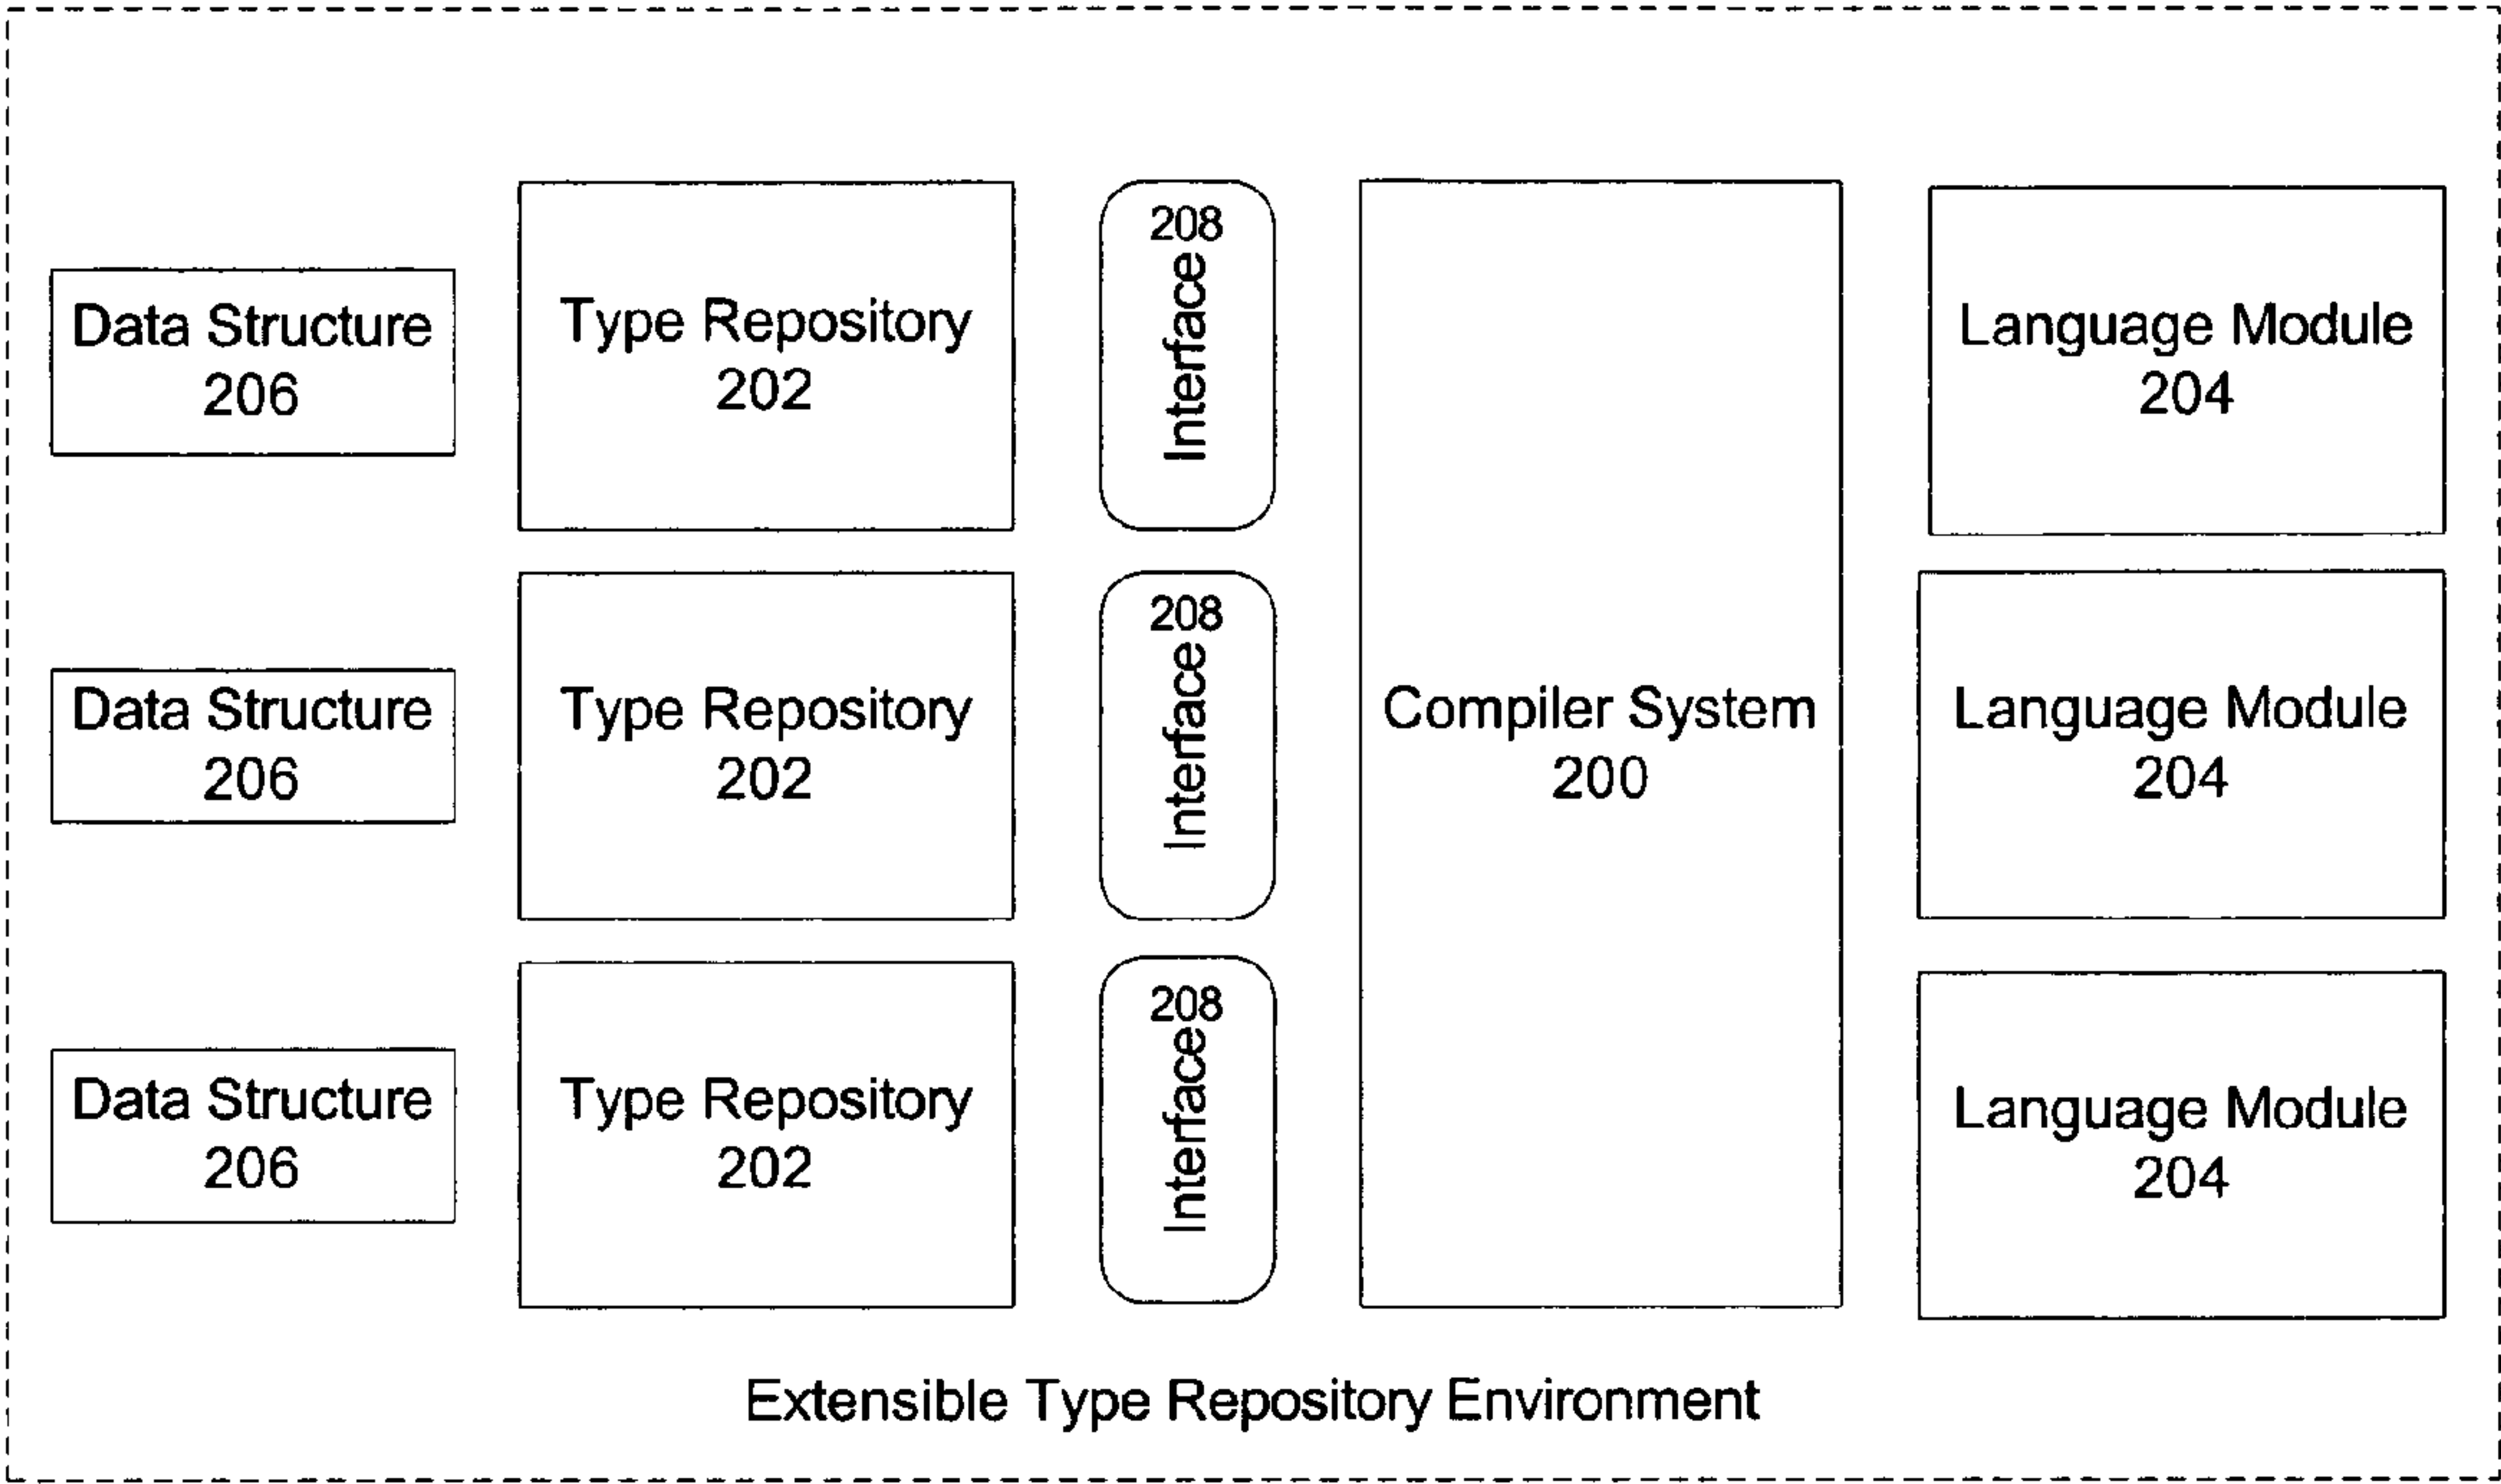 208
Interface
Data Structure
206
Type Repository
202
Language Module
204
208
Interface
Data Structure
206
Type Repository
202
Compiler System
200
Language Module
204
208
Interface
Data Structure
206
Type Repository
202
Language Module
204
Extensible Type Repository Environment